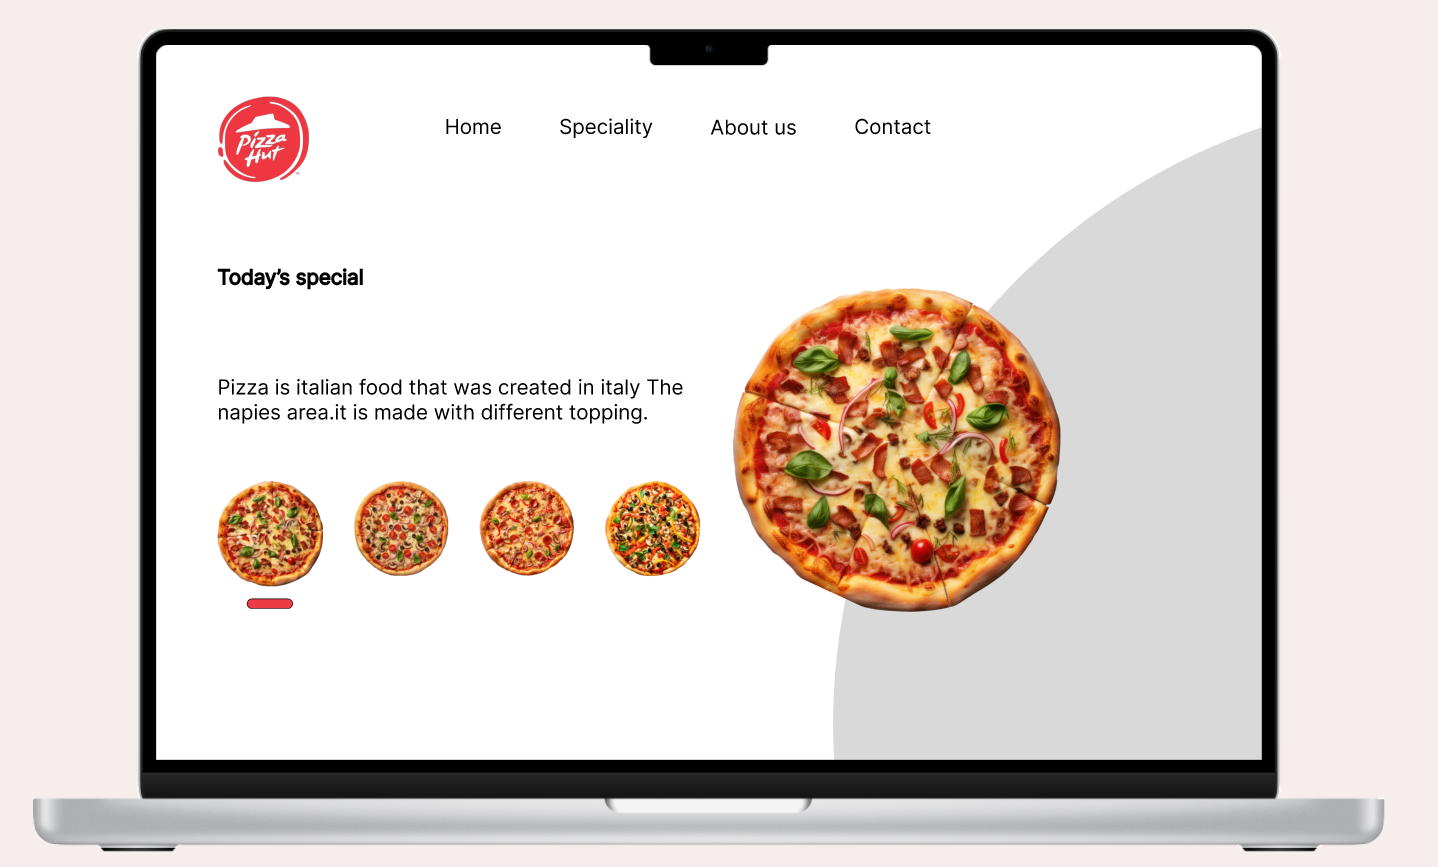 Pizza
Hut
Home Speciality About us Contact
Today's special
Pizza is italian food that was created in italy The
napies area.it is made with different topping.